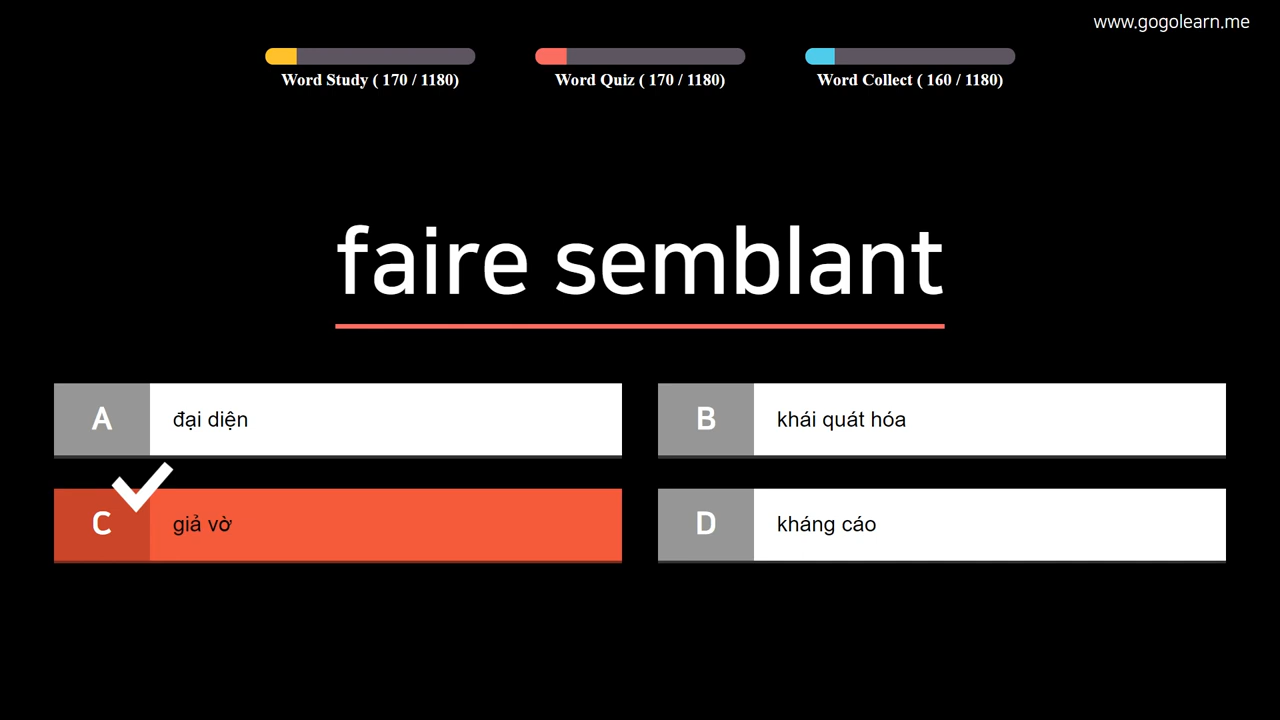 www.gogolearn.me
Word Study ( 170 / 1180)
Word Quiz ( 170 / 1180)
Word Collect ( 160 / 1180)
faire semblant
A đại diện
B khái quát hóa
C giả vờ
D kháng cáo